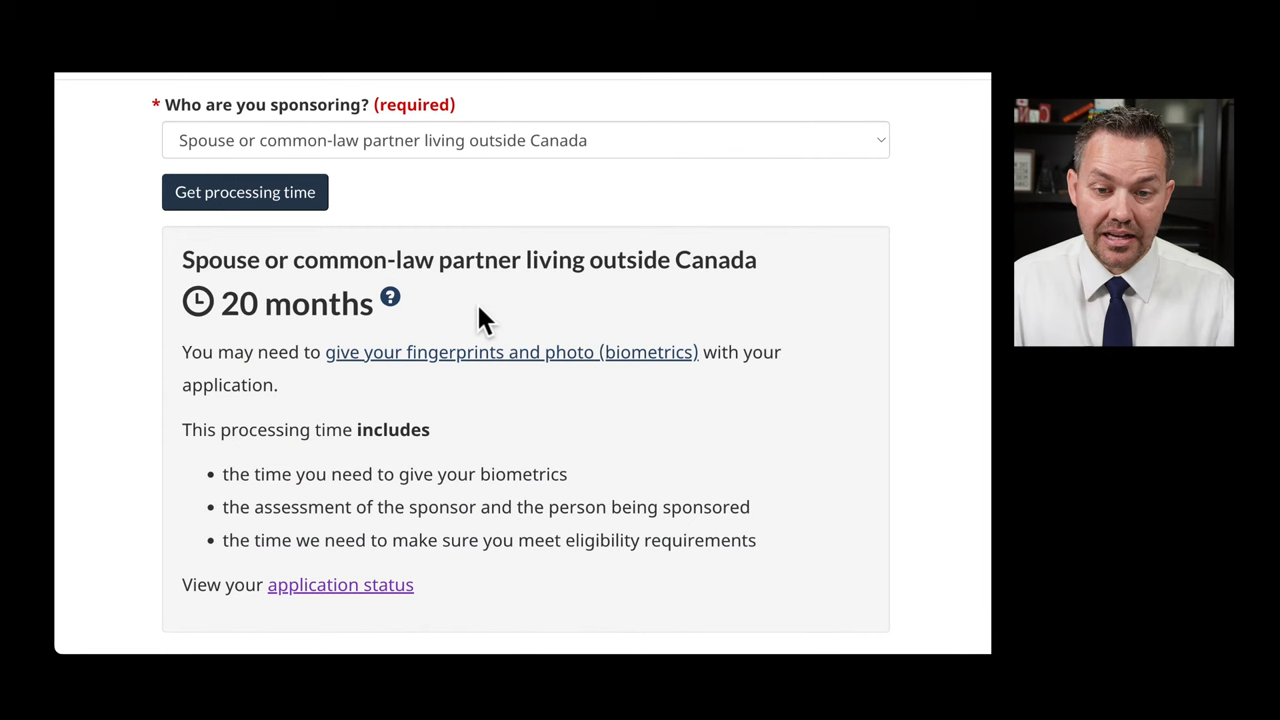 * Who are you sponsoring? (required)
Spouse or common-law partner living outside Canada
Get processing time
Spouse or common-law partner living outside Canada
20 months ?
You may need to give your fingerprints and photo (biometrics) with your
application.
This processing time includes
• the time you need to give your biometrics
• the assessment of the sponsor and the person being sponsored
• the time we need to make sure you meet eligibility requirements
View your application status